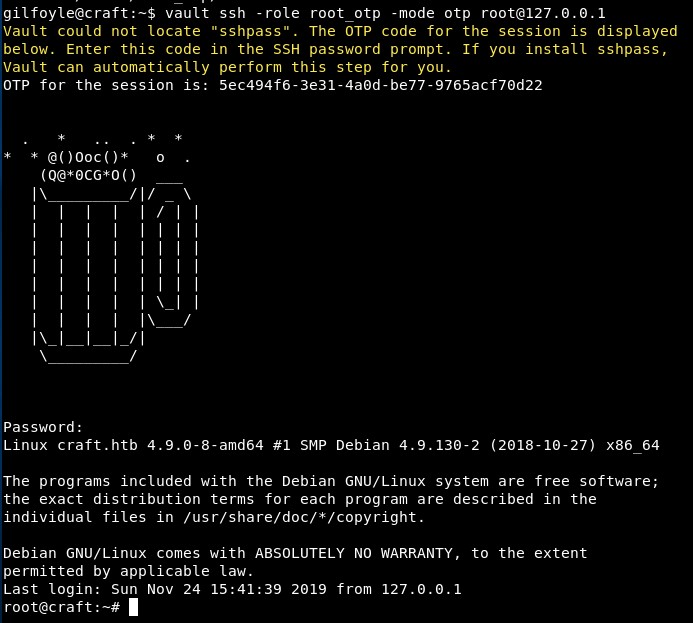 gilfoyle@craft:~$ vault ssh -role root_otp -mode otp root@127.0.0.1
Vault could not locate "sshpass". The OTP code for the session is displayed
below. Enter this code in the SSH password prompt. If you install sshpass,
Vault can automatically perform this step for you.
OTP for the session is: 5ec494f6-3e31-4a0d-be77-9765acf70d22
  .   *   ..  . *  *
*  * @()Ooc()*   o  .
    (Q@*0CG*O()  ___
   |\_________/|/ _ \
   |  |  |  |  | / | |
   |  |  |  |  | | | |
   |  |  |  |  | | | |
   |  |  |  |  | | | |
   |  |  |  |  | | | |
   |  |  |  |  | \_| |
   |  |  |  |  |\___/
   |\_|__|__|_/|
    \_________/
Password:
Linux craft.htb 4.9.0-8-amd64 #1 SMP Debian 4.9.130-2 (2018-10-27) x86_64
The programs included with the Debian GNU/Linux system are free software;
the exact distribution terms for each program are described in the
individual files in /usr/share/doc/*/copyright.
Debian GNU/Linux comes with ABSOLUTELY NO WARRANTY, to the extent
permitted by applicable law.
Last login: Sun Nov 24 15:41:39 2019 from 127.0.0.1
root@craft:~#